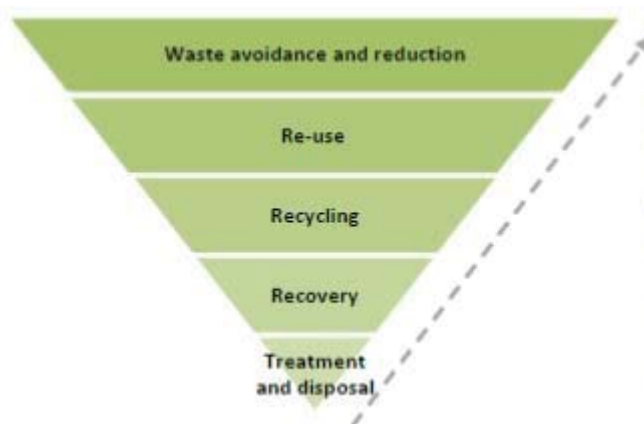 Waste avoidance and reduction
Re-use
Recycling
Recovery
Treatment
and disposal